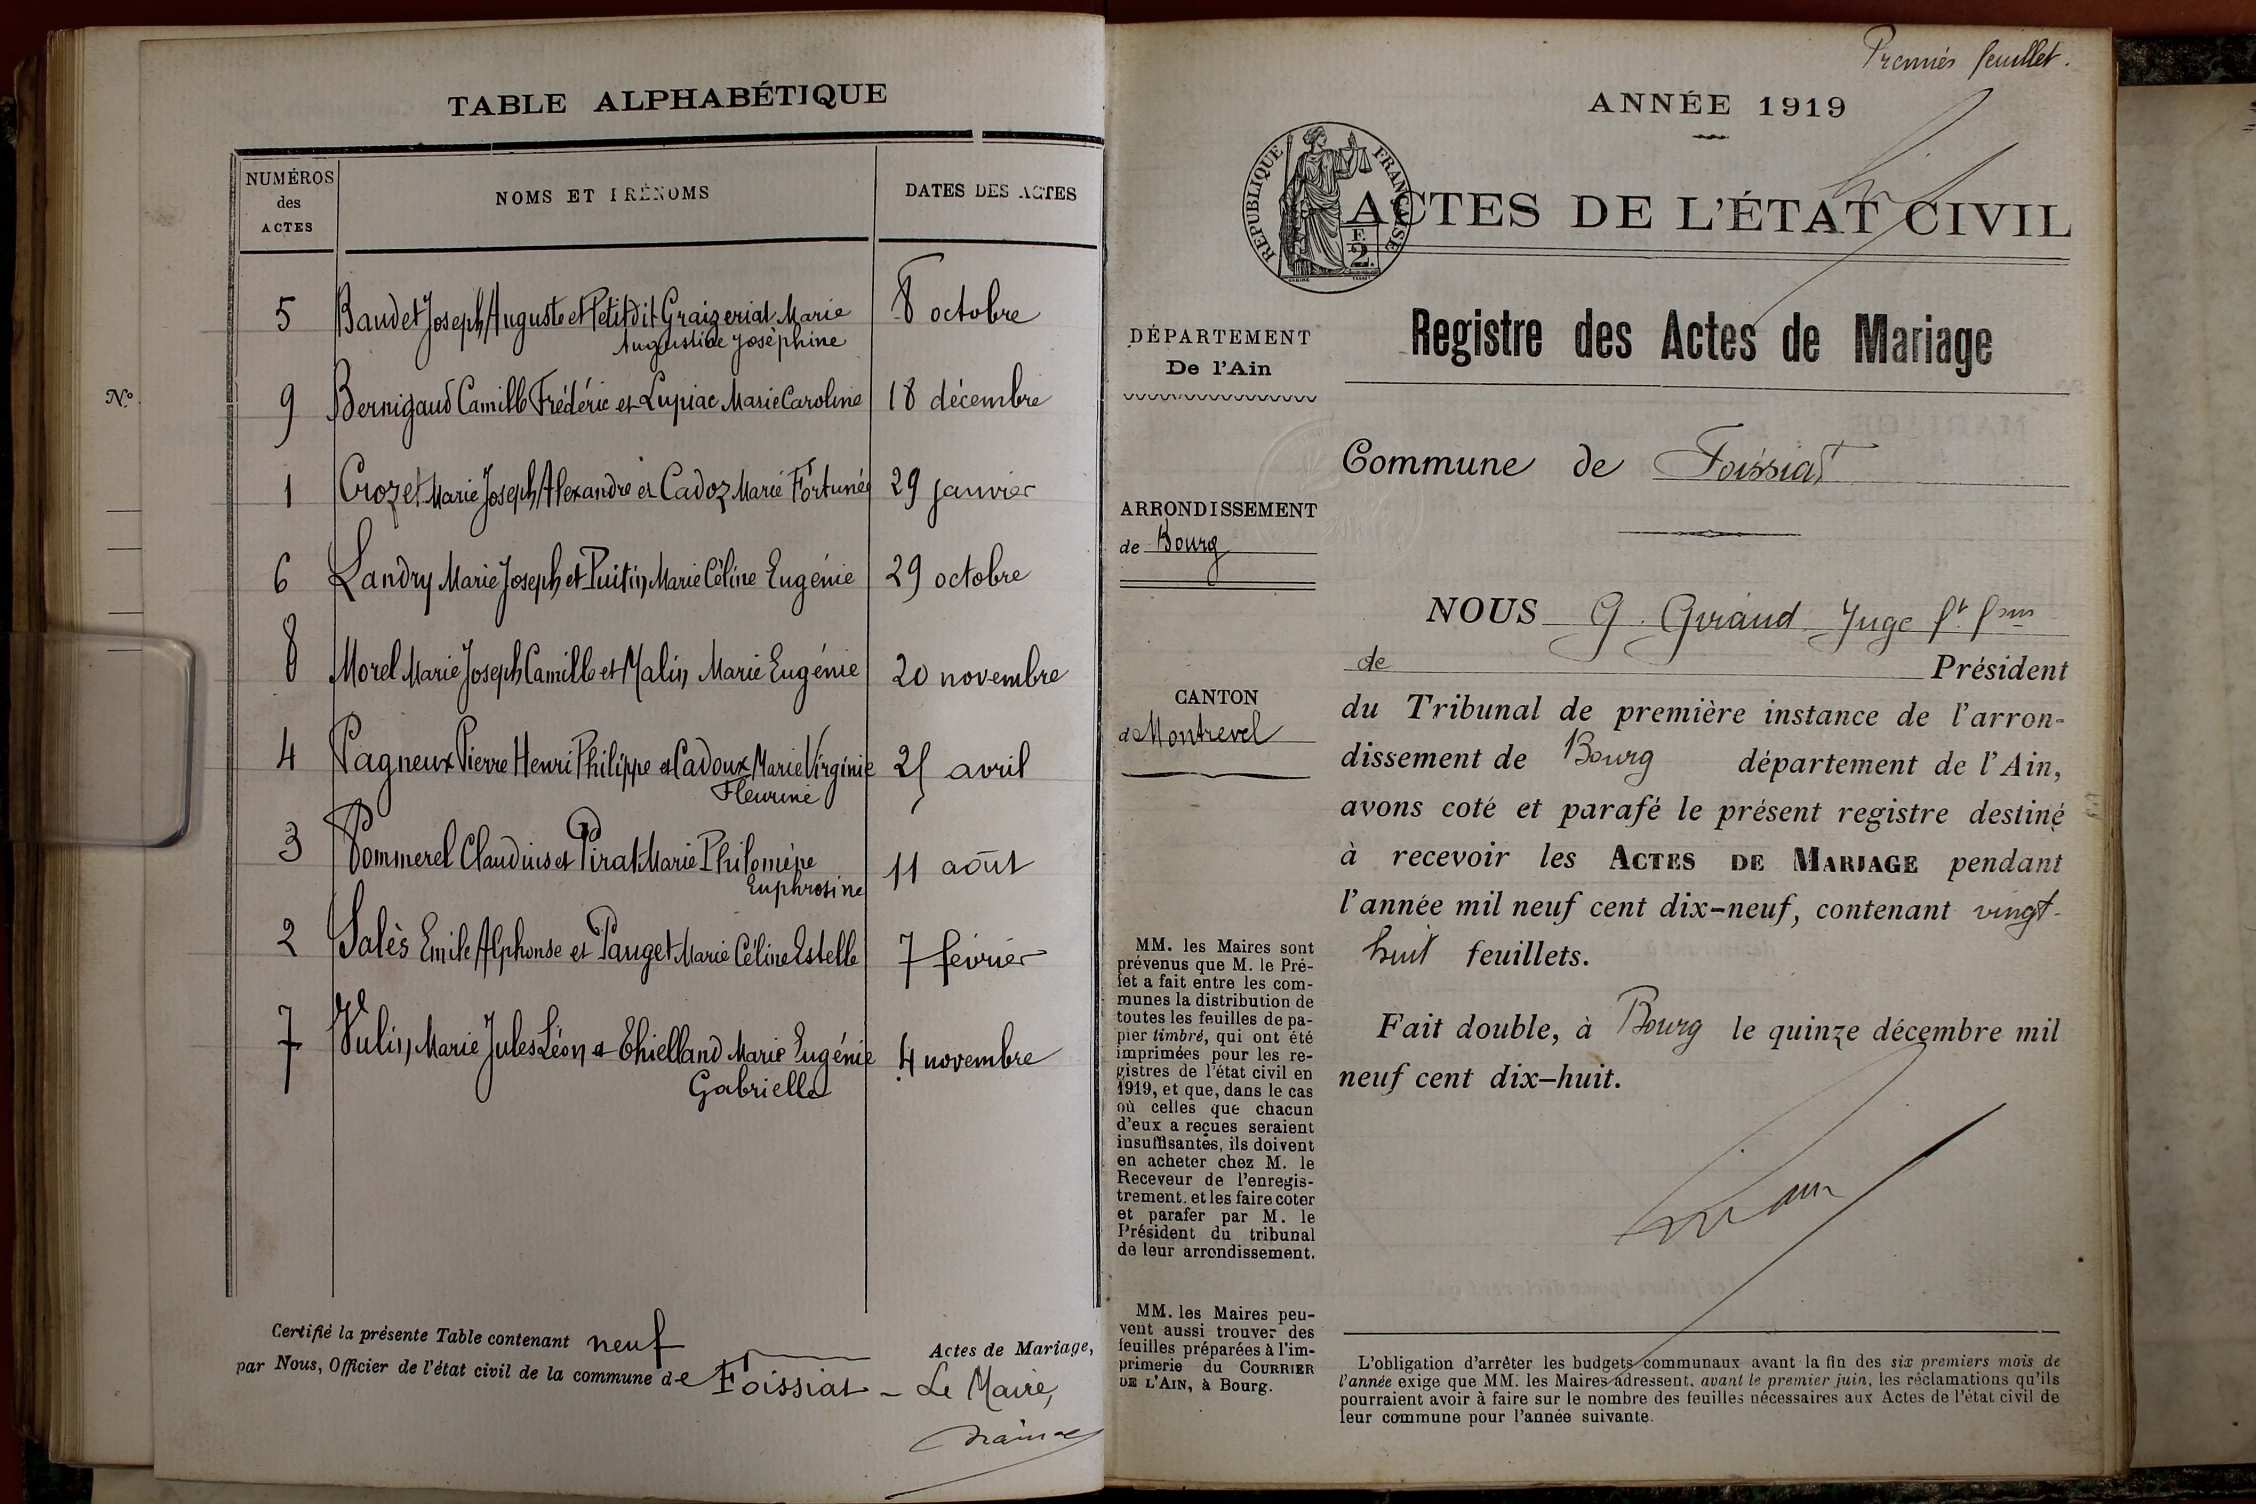 TABLE ALPHABÉTIQUE
NUMÉROS
des
ACTES
NOMS ET PRÉNOMS
DATES DES ACTES
5 Baudet Joseph Auguste et Petit dit Graizeriat Marie 8 octobre
Augustine Joséphine
9 Bernigaud Camille Frédéric et Lupiac Marie Caroline 18 décembre
1 Crozet Marie Joseph Alexandre et Cadoz Marie Fortunée 29 janvier
6 Landry Marie Joseph et Puitin Marie Céline Eugénie 29 octobre
8 Morel Marie Joseph Camille et Malin Marie Eugénie 20 novembre
4 Pagneux Pierre Henri Philippe et Cadoux Marie Virginie 25 avril
Fleurine
3 Pommerel Claudius et Pirat Marie Philomène 11 août
Euphrosine
2 Salès Emile Alphonse et Pauget Marie Céline Estelle 7 février
7 Vulin Marie Jules Léon et Thielland Marie Eugénie 4 novembre
Gabrielle
Certifié la présente Table contenant neuf Actes de Mariage,
par Nous, Officier de l'état civil de la commune de Foissiat – Le Maire,
N°
Premier feuillet.
ANNÉE 1919
RÉPUBLIQUE FRANÇAISE
F.
2.
ACTES DE L'ÉTAT CIVIL
Registre des Actes de Mariage
DÉPARTEMENT
De l'Ain
ARRONDISSEMENT
de Bourg
CANTON
de Montrevel
MM. les Maires sont
prévenus que M. le Pré-
fet a fait entre les com-
munes la distribution de
toutes les feuilles de pa-
pier timbré, qui ont été
imprimées pour les re-
gistres de l'état civil en
1919, et que, dans le cas
où celles que chacun
d'eux a reçues seraient
insuffisantes, ils doivent
en acheter chez M. le
Receveur de l'enregis-
trement, et les faire coter
et parafer par M. le
Président du tribunal
de leur arrondissement.
MM. les Maires peu-
vent aussi trouver des
feuilles préparées à l'im-
primerie du COURRIER
DE L'AIN, à Bourg.
Commune de Foissiat
NOUS G. Giraud Juge ft fons
de Président
du Tribunal de première instance de l'arron-
dissement de Bourg département de l'Ain,
avons coté et parafé le présent registre destiné
à recevoir les ACTES DE MARIAGE pendant
l'année mil neuf cent dix-neuf, contenant vingt-
huit feuillets.
Fait double, à Bourg le quinze décembre mil
neuf cent dix-huit.
L'obligation d'arrêter les budgets communaux avant la fin des six premiers mois de
l'année exige que MM. les Maires adressent, avant le premier juin, les réclamations qu'ils
pourraient avoir à faire sur le nombre des feuilles nécessaires aux Actes de l'état civil de
leur commune pour l'année suivante.